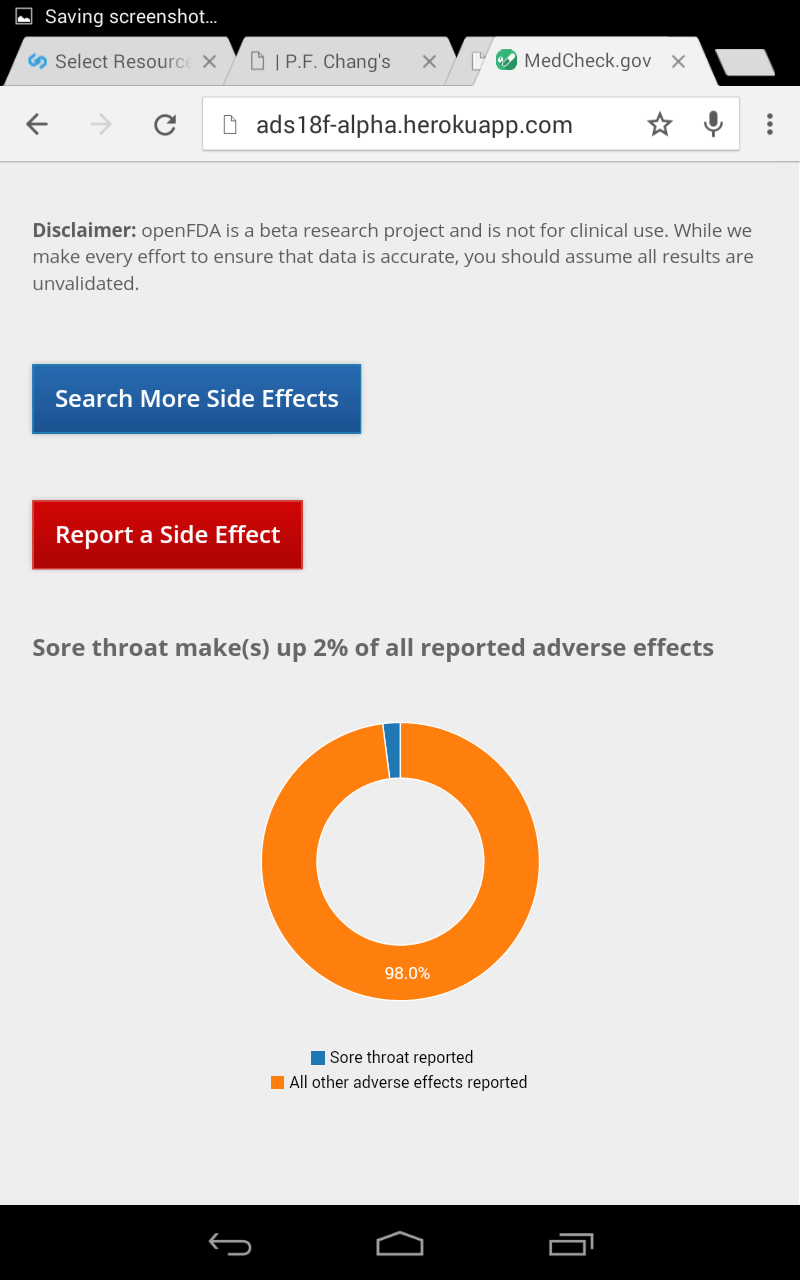 Saving screenshot...
Select Resource
| P.F. Chang's
MedCheck.gov
ads18f-alpha.herokuapp.com
Disclaimer: openFDA is a beta research project and is not for clinical use. While we
make every effort to ensure that data is accurate, you should assume all results are
unvalidated.
Search More Side Effects
Report a Side Effect
Sore throat make(s) up 2% of all reported adverse effects
98.0%
Sore throat reported
All other adverse effects reported